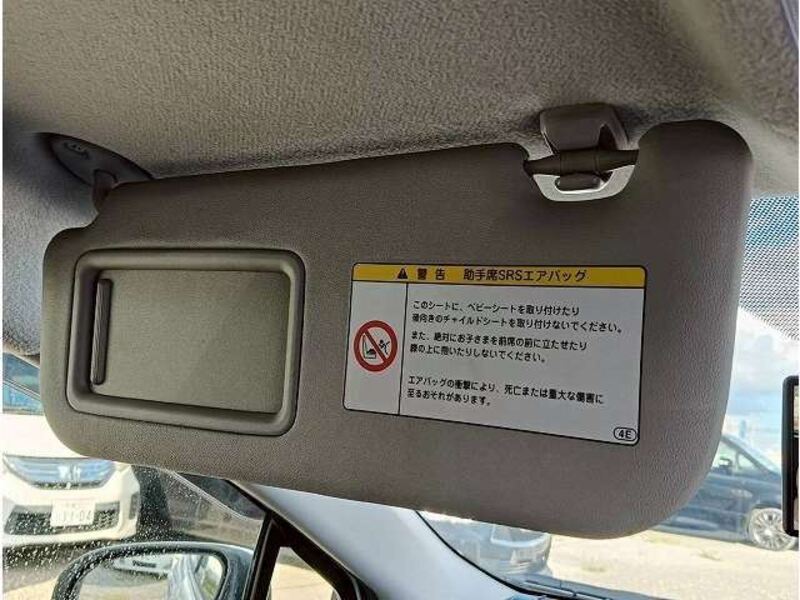 警告 助手席SRSエアバッグ
このシートに、ベビーシートを取り付けたり
後向きのチャイルドシートを取り付けないでください。
また、絶対にお子さまを前席の前に立たせたり
膝の上に抱いたりしないでください。
エアバッグの衝撃により、死亡または重大な傷害に
至るおそれがあります。
4E
11-04